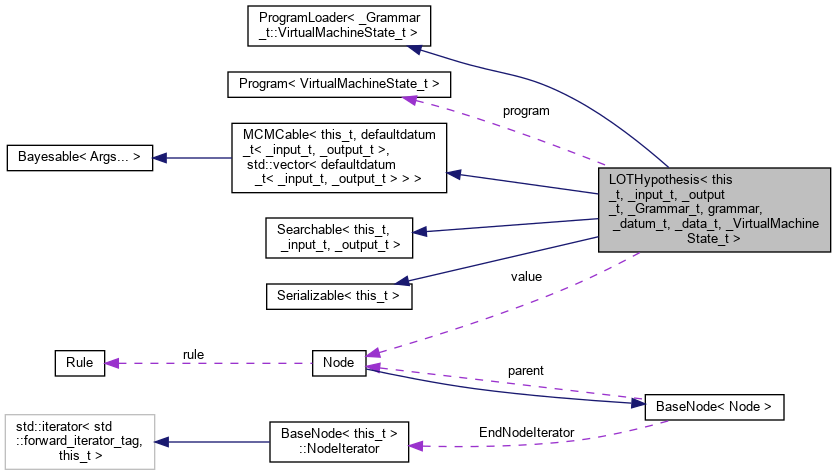 ProgramLoader< _Grammar
_t::VirtualMachineState_t >
Program< VirtualMachineState_t >
program
MCMCable< this_t, defaultdatum
_t< _input_t, _output_t >,
std::vector< defaultdatum
_t< _input_t, _output_t > > >
Bayesable< Args... >
LOTHypothesis< this
_t, _input_t, _output
_t, _Grammar_t, grammar,
_datum_t, _data_t, _VirtualMachine
State_t >
Searchable< this_t,
_input_t, _output_t >
Serializable< this_t >
value
Rule
rule
Node
parent
BaseNode< Node >
std::iterator< std
::forward_iterator_tag,
this_t >
BaseNode< this_t >
::NodeIterator
EndNodeIterator